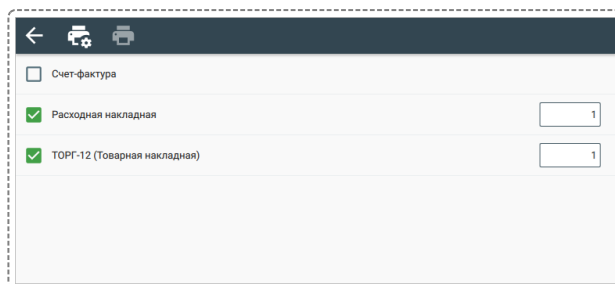 Счет-фактура
Расходная накладная 1
ТОРГ-12 (Товарная накладная) 1